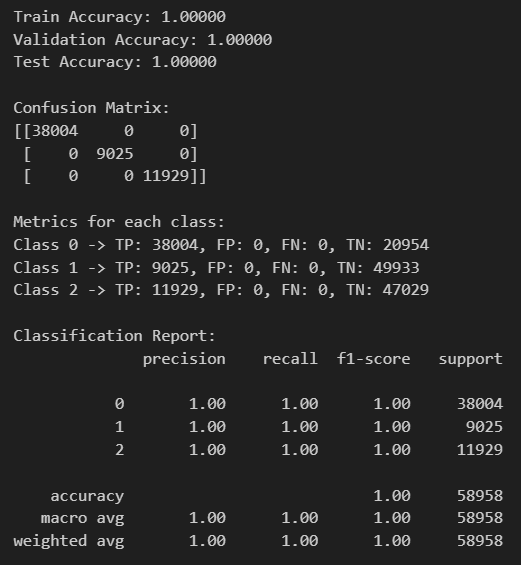 Train Accuracy: 1.00000
Validation Accuracy: 1.00000
Test Accuracy: 1.00000
Confusion Matrix:
[[38004     0     0]
 [    0  9025     0]
 [    0     0 11929]]
Metrics for each class:
Class 0 -> TP: 38004, FP: 0, FN: 0, TN: 20954
Class 1 -> TP: 9025, FP: 0, FN: 0, TN: 49933
Class 2 -> TP: 11929, FP: 0, FN: 0, TN: 47029
Classification Report:
              precision    recall  f1-score   support
           0       1.00      1.00      1.00     38004
           1       1.00      1.00      1.00      9025
           2       1.00      1.00      1.00     11929
    accuracy                           1.00     58958
   macro avg       1.00      1.00      1.00     58958
weighted avg       1.00      1.00      1.00     58958